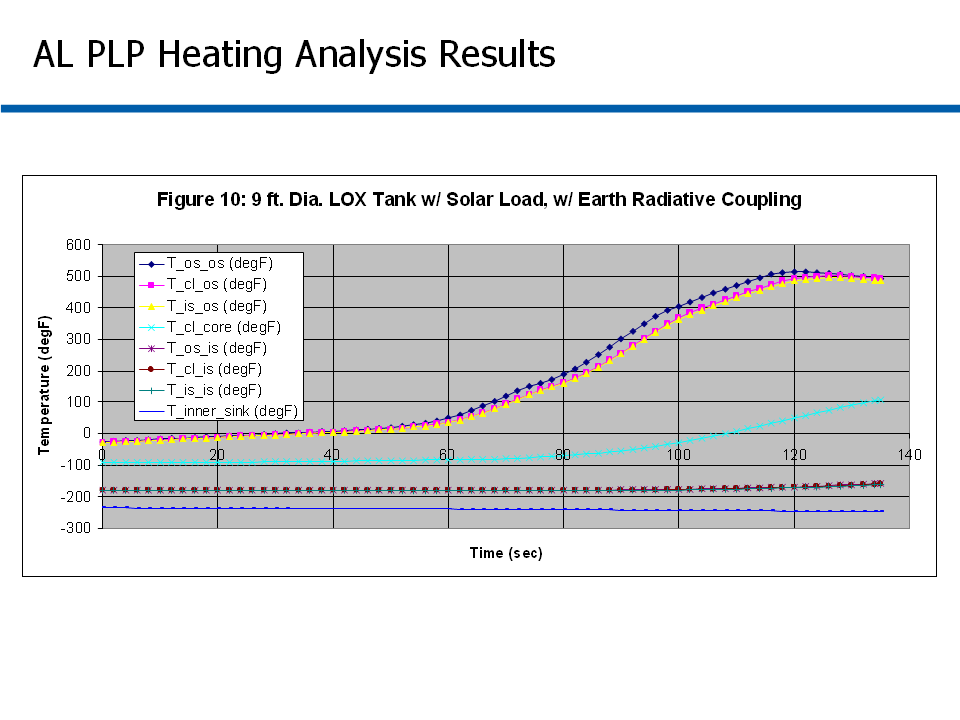 AL PLP Heating Analysis Results
Figure 10: 9 ft. Dia. LOX Tank w/ Solar Load, w/ Earth Radiative Coupling
600
500
400
300
200
100
0
-100
-200
-300
Temperature (degF)
T_os_os (degF)
T_cl_os (degF)
T_is_os (degF)
T_cl_core (degF)
T_os_is (degF)
T_cl_is (degF)
T_is_is (degF)
T_inner_sink (degF)
0 20 40 60 80 100 120 140
Time (sec)